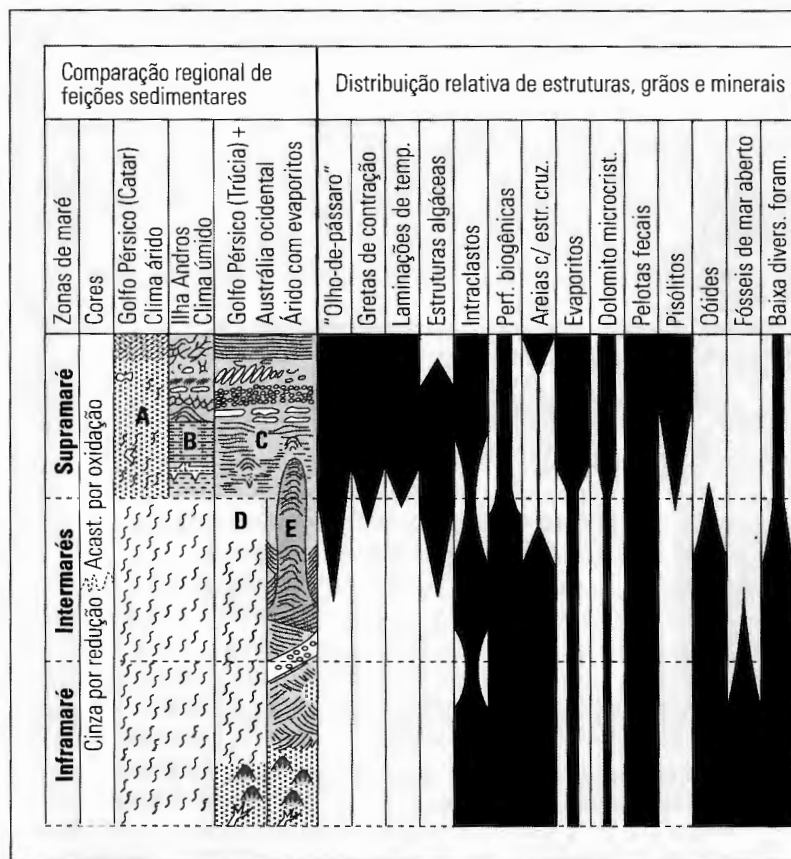 Comparação regional de
feições sedimentares
Distribuição relativa de estruturas, grãos e minerais
Zonas de maré
Cores
Golfo Pérsico (Catar)
Clima árido
Ilha Andros
Clima úmido
Golfo Pérsico (Trúcia) +
Austrália ocidental
Árido com evaporitos
"Olho-de-pássaro"
Gretas de contração
Laminações de temp.
Estruturas algáceas
Intraclastos
Perf. biogênicas
Areias c/ estr. cruz.
Evaporitos
Dolomito microcrist.
Pelotas fecais
Pisólitos
Oóides
Fósseis de mar aberto
Baixa divers. foram.
Supramaré
Intermarés
Inframaré
Acast. por oxidação
Cinza por redução
A
B
C
D
E